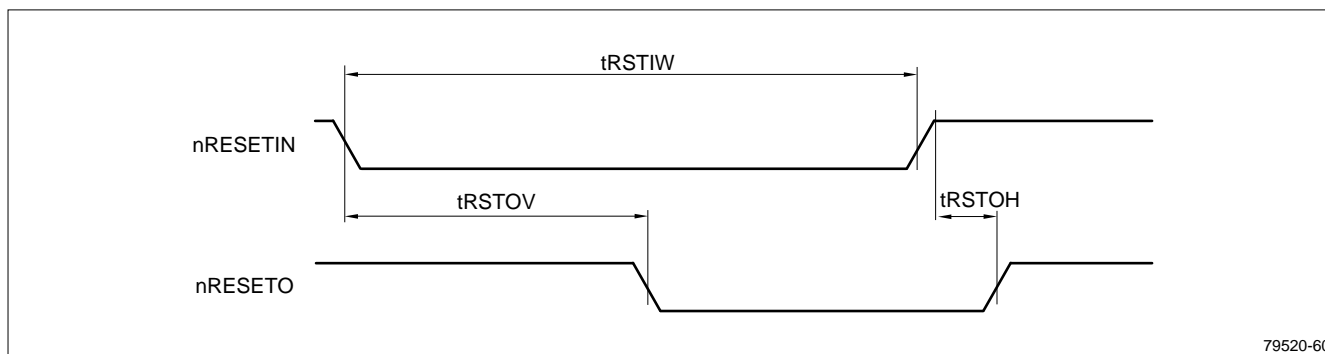 tRSTIW
nRESETIN
tRSTOV
tRSTOH
nRESETO
79520-60